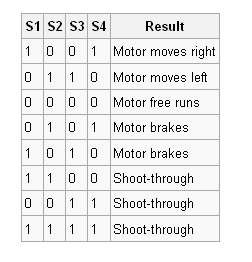 S1 S2 S3 S4 Result
1 0 0 1 Motor moves right
0 1 1 0 Motor moves left
0 0 0 0 Motor free runs
0 1 0 1 Motor brakes
1 0 1 0 Motor brakes
1 1 0 0 Shoot-through
0 0 1 1 Shoot-through
1 1 1 1 Shoot-through